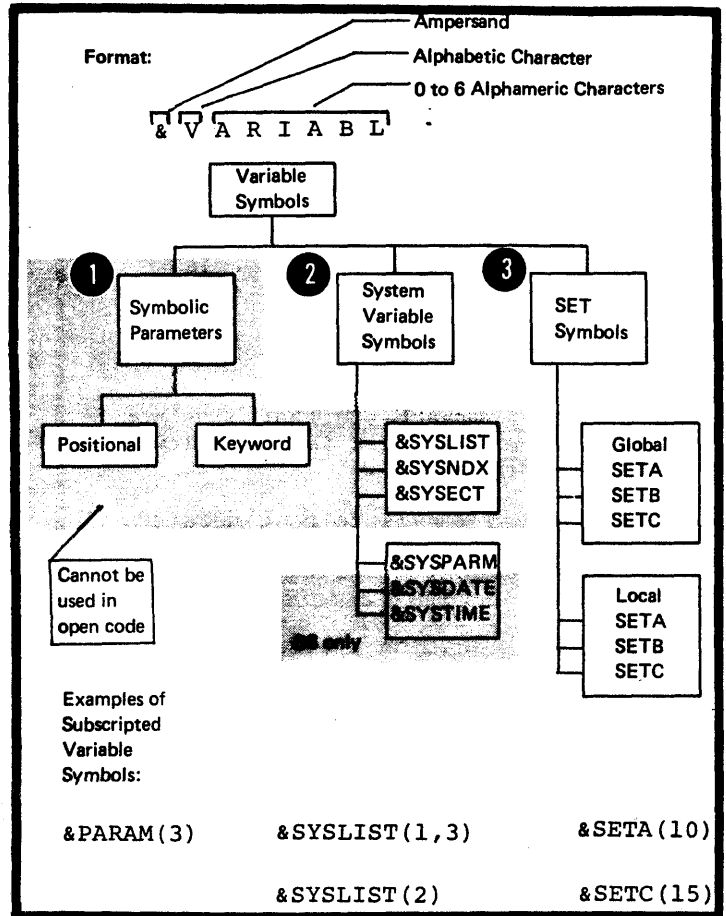 Ampersand
Format:
Alphabetic Character
0 to 6 Alphameric Characters
& V A R I A B L
Variable
Symbols
1
2
3
Symbolic
Parameters
System
Variable
Symbols
SET
Symbols
Positional
Keyword
&SYSLIST
&SYSNDX
&SYSECT
Global
SETA
SETB
SETC
&SYSPARM
&SYSDATE
&SYSTIME
only
Cannot be
used in
open code
Local
SETA
SETB
SETC
Examples of
Subscripted
Variable
Symbols:
&PARAM(3) &SYSLIST(1,3) &SETA(10)
&SYSLIST(2) &SETC(15)